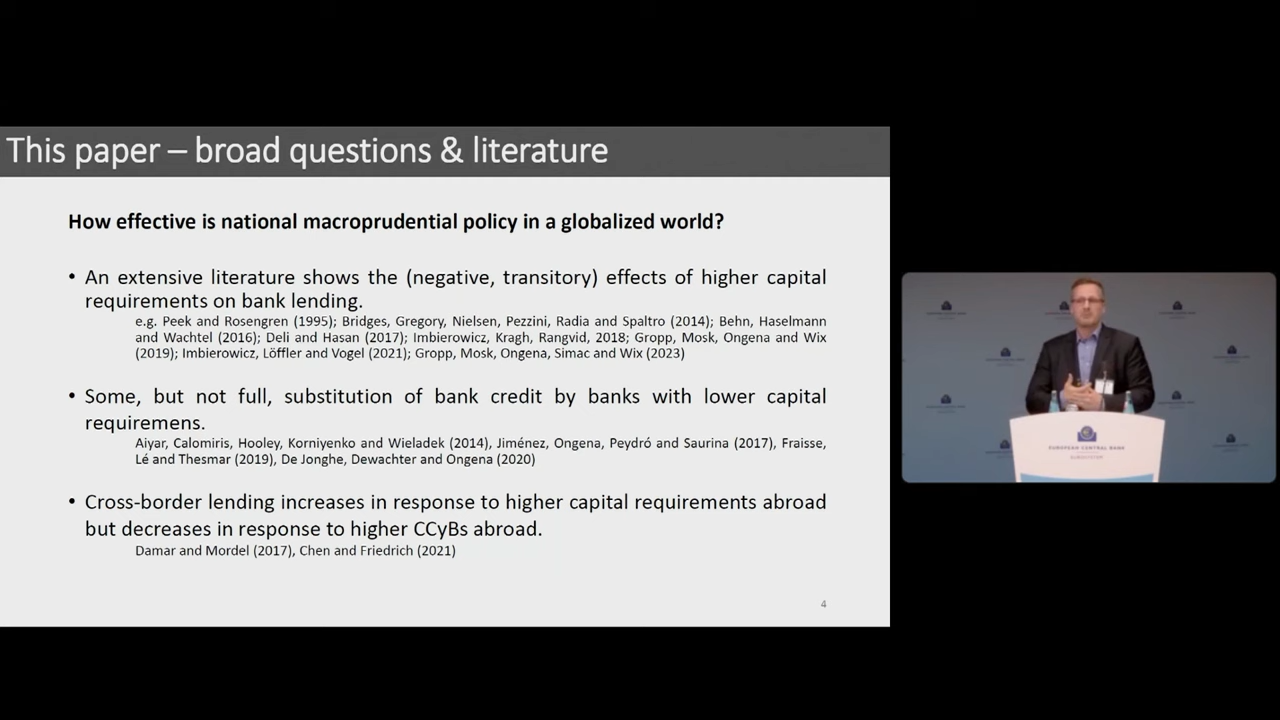 This paper – broad questions & literature
How effective is national macroprudential policy in a globalized world?
• An extensive literature shows the (negative, transitory) effects of higher capital
requirements on bank lending.
e.g. Peek and Rosengren (1995); Bridges, Gregory, Nielsen, Pezzini, Radia and Spaltro (2014); Behn, Haselmann
and Wachtel (2016); Deli and Hasan (2017); Imbierowicz, Kragh, Rangvid, 2018; Gropp, Mosk, Ongena and Wix
(2019); Imbierowicz, Löffler and Vogel (2021); Gropp, Mosk, Ongena, Simac and Wix (2023)
• Some, but not full, substitution of bank credit by banks with lower capital
requiremens.
Aiyar, Calomiris, Hooley, Korniyenko and Wieladek (2014), Jiménez, Ongena, Peydró and Saurina (2017), Fraisse,
Lé and Thesmar (2019), De Jonghe, Dewachter and Ongena (2020)
• Cross-border lending increases in response to higher capital requirements abroad
but decreases in response to higher CCyBs abroad.
Damar and Mordel (2017), Chen and Friedrich (2021)
4
EUROPEAN CENTRAL BANK